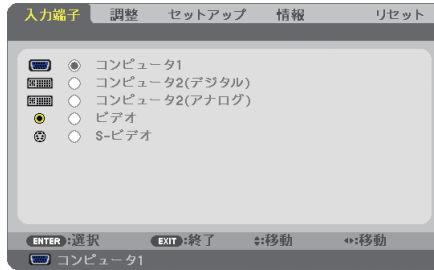 入力端子 調整 セットアップ 情報 リセット
コンピュータ1
コンピュータ2(デジタル)
コンピュータ2(アナログ)
ビデオ
S-ビデオ
ENTER:選択 EXIT:終了 :移動 :移動
コンピュータ1